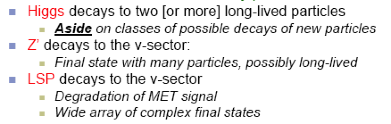 Higgs decays to two [or more] long-lived particles
Aside on classes of possible decays of new particles
Z' decays to the v-sector:
Final state with many particles, possibly long-lived
LSP decays to the v-sector
Degradation of MET signal
Wide array of complex final states